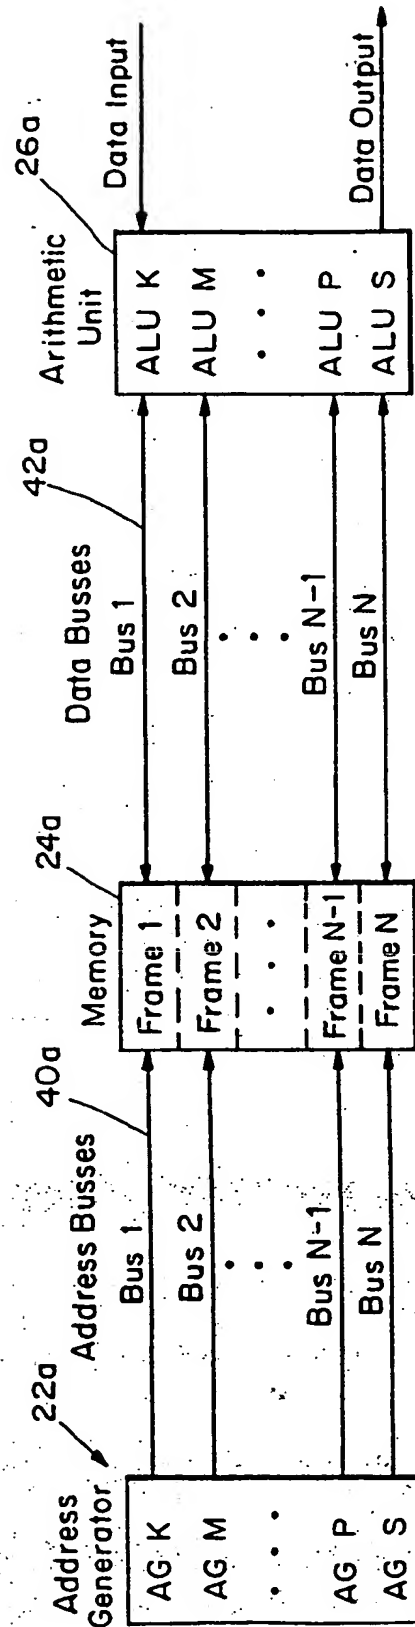 Address
Generator
22a
AG K
AG M
AG P
AG S
Address Busses
40a
Bus 1
Bus 2
Bus N-1
Bus N
Memory
24a
Frame 1
Frame 2
Frame N-1
Frame N
Data Busses
42a
Bus 1
Bus 2
Bus N-1
Bus N
Arithmetic
Unit
26a
ALU K
ALU M
ALU P
ALU S
Data Input
Data Output